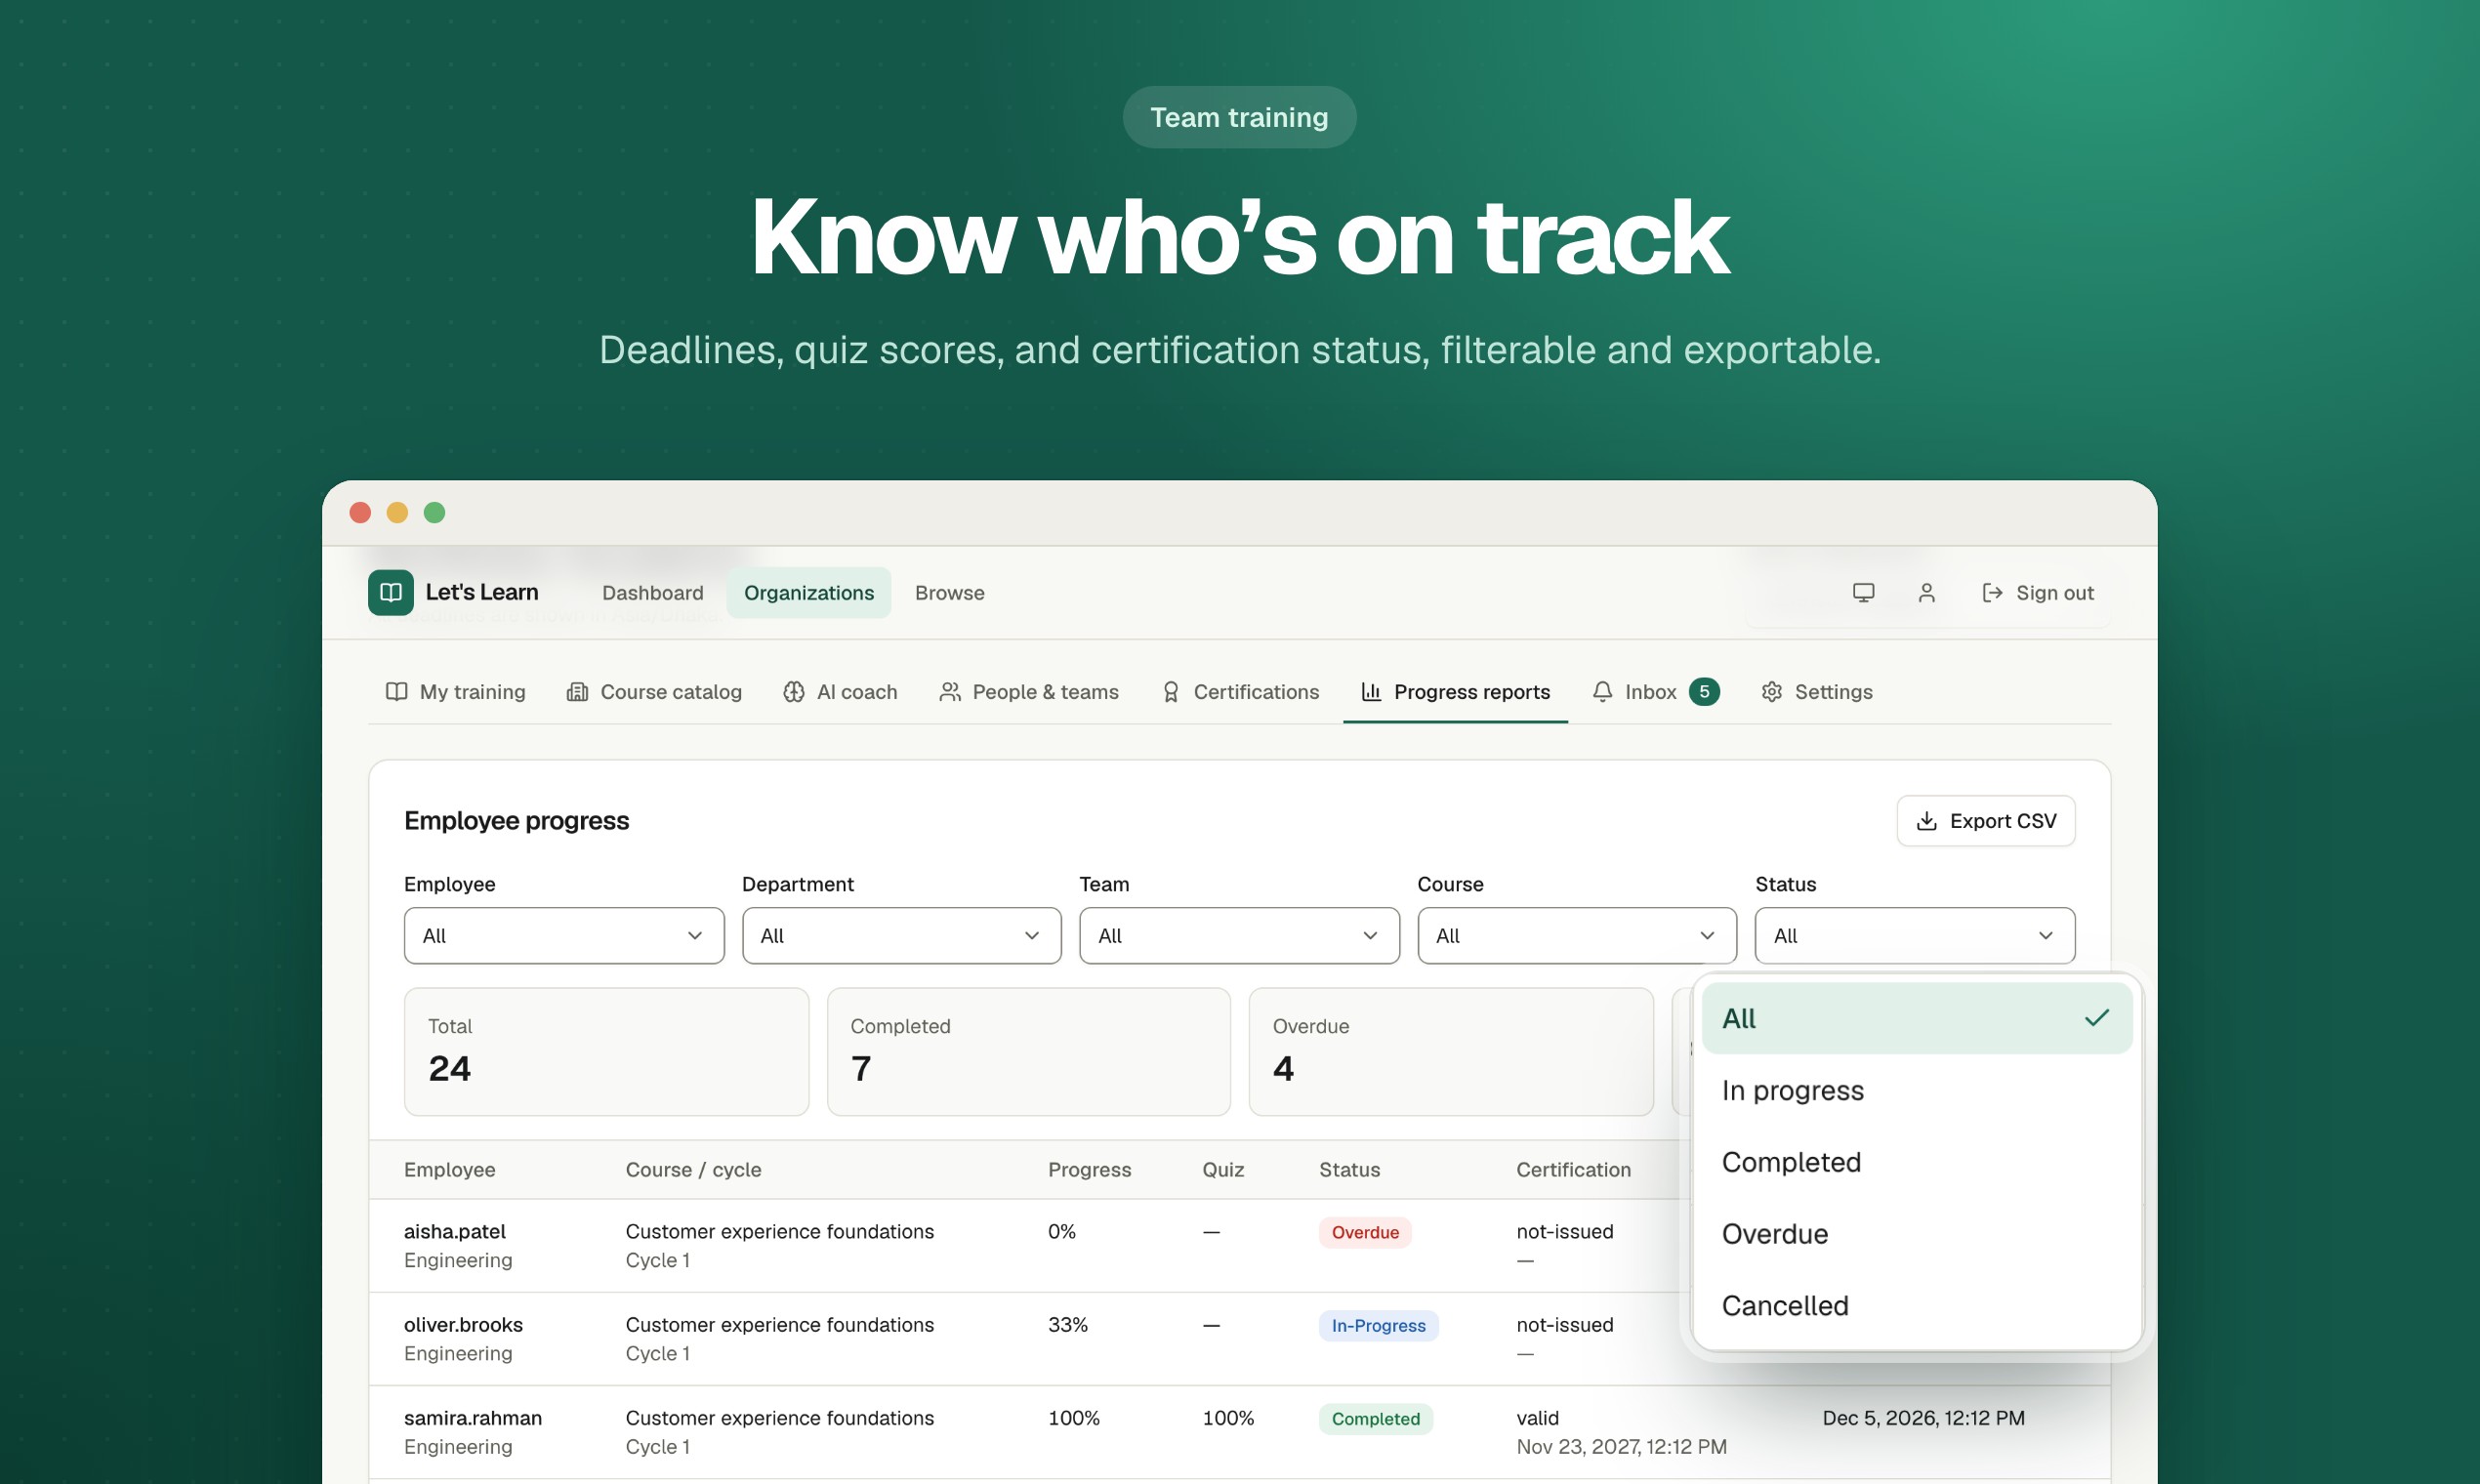 Team training
Know who's on track
Deadlines, quiz scores, and certification status, filterable and exportable.
Let's Learn
Dashboard
Organizations
Browse
Sign out
My training
Course catalog
AI coach
People & teams
Certifications
Progress reports
Inbox 5
Settings
Employee progress
Export CSV
Employee
Department
Team
Course
Status
All
All
All
All
All
Total
24
Completed
7
Overdue
4
All
In progress
Completed
Overdue
Cancelled
Employee
Course / cycle
Progress
Quiz
Status
Certification
aisha.patel
Engineering
Customer experience foundations
Cycle 1
0%
—
Overdue
not-issued
—
oliver.brooks
Engineering
Customer experience foundations
Cycle 1
33%
—
In-Progress
not-issued
—
samira.rahman
Engineering
Customer experience foundations
Cycle 1
100%
100%
Completed
valid
Nov 23, 2027, 12:12 PM
Dec 5, 2026, 12:12 PM